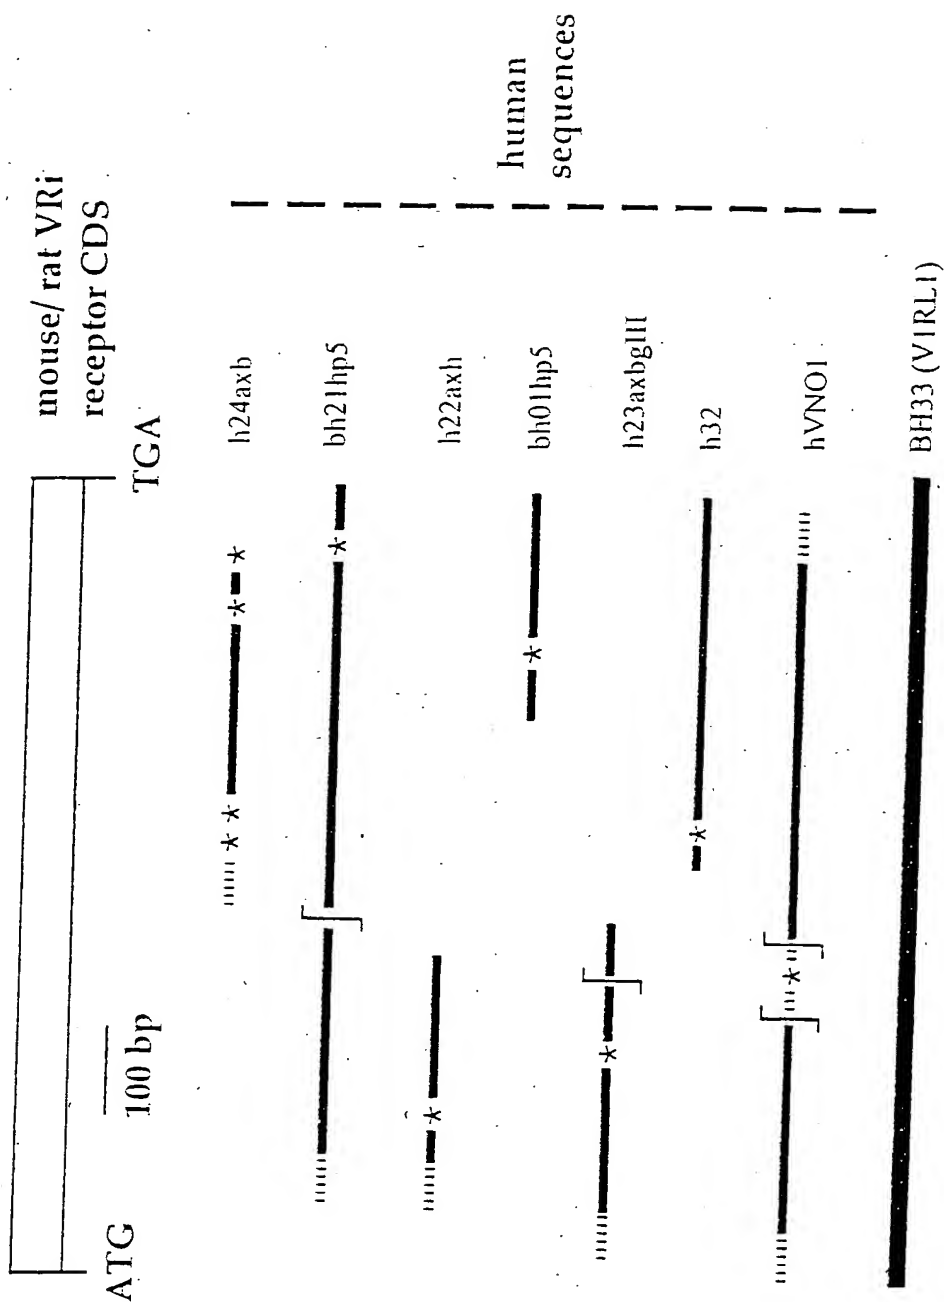 mouse/ rat VRi
receptor CDS
ATG
TGA
100 bp
h24axb
bh21hp5
h22axh
bh01hp5
h23axbgIII
h32
hVNO1
BH33 (V1RL1)
human
sequences